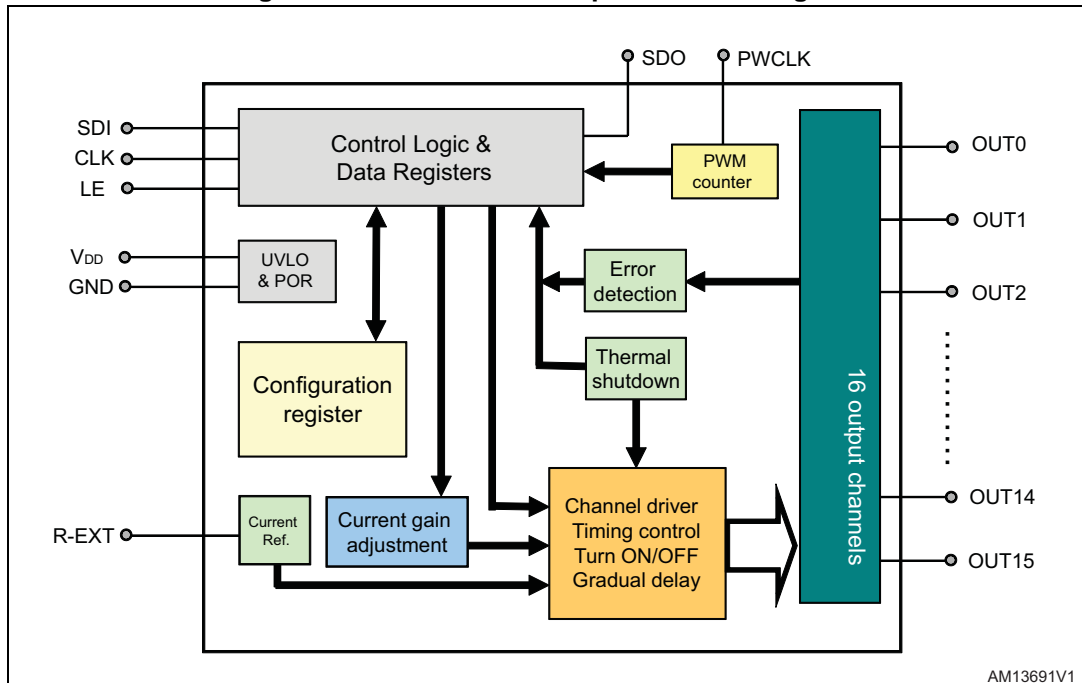 SDO
PWCLK
SDI
CLK
LE
Control Logic &
Data Registers
PWM
counter
OUT0
OUT1
VDD
GND
UVLO
& POR
Error
detection
OUT2
Thermal
shutdown
Configuration
register
16 output channels
R-EXT
Current
Ref.
Current gain
adjustment
Channel driver
Timing control
Turn ON/OFF
Gradual delay
OUT14
OUT15
AM13691V1